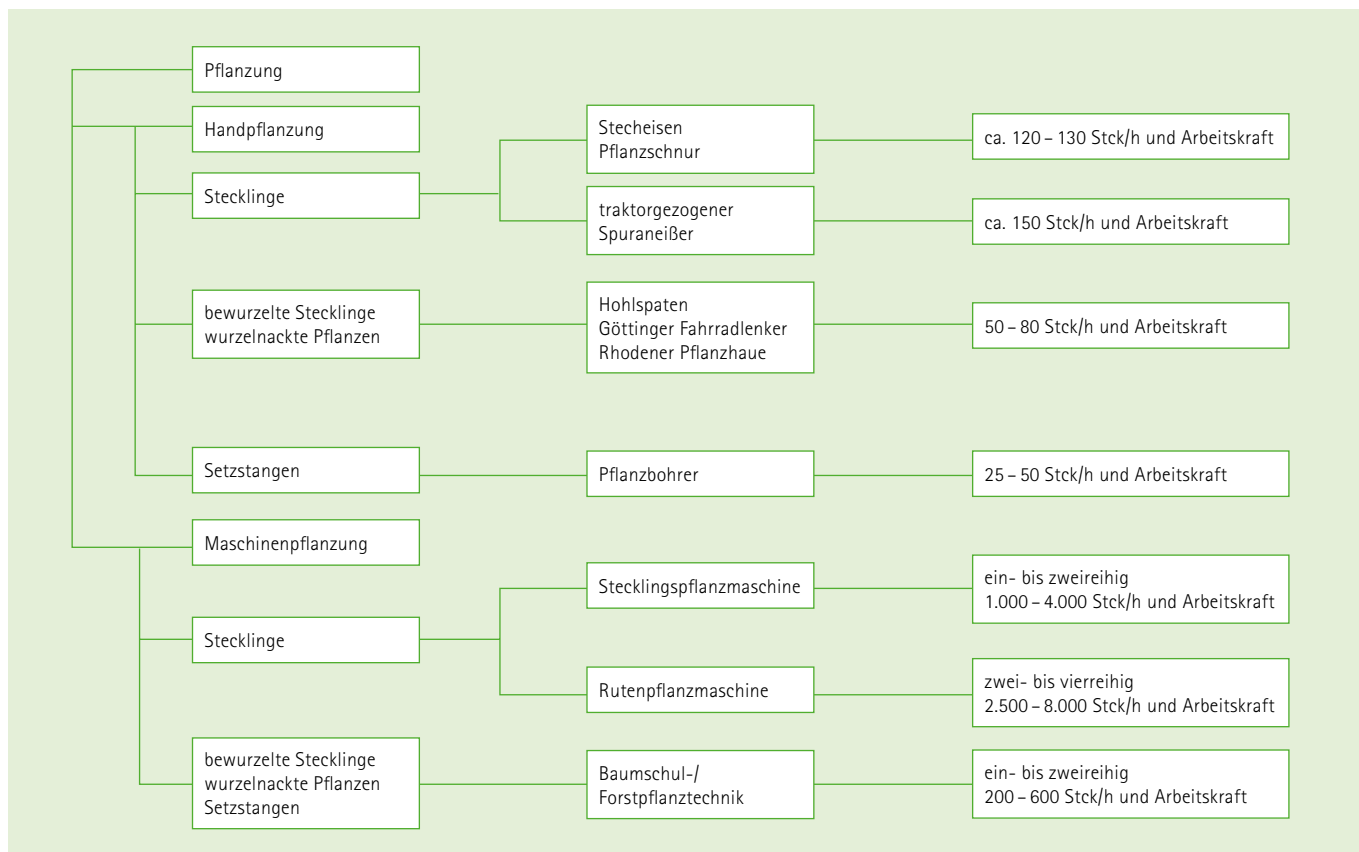 Pflanzung
Handpflanzung
Stecklinge
Stecheisen
Pflanzschnur
ca. 120 – 130 Stck/h und Arbeitskraft
traktorgezogener
Spuraneißer
ca. 150 Stck/h und Arbeitskraft
bewurzelte Stecklinge
wurzelnackte Pflanzen
Hohlspaten
Göttinger Fahrradlenker
Rhodener Pflanzhaue
50 – 80 Stck/h und Arbeitskraft
Setzstangen
Pflanzbohrer
25 – 50 Stck/h und Arbeitskraft
Maschinenpflanzung
Stecklinge
Stecklingspflanzmaschine
ein- bis zweireihig
1.000 – 4.000 Stck/h und Arbeitskraft
Rutenpflanzmaschine
zwei- bis vierreihig
2.500 – 8.000 Stck/h und Arbeitskraft
bewurzelte Stecklinge
wurzelnackte Pflanzen
Setzstangen
Baumschul-/
Forstpflanztechnik
ein- bis zweireihig
200 – 600 Stck/h und Arbeitskraft